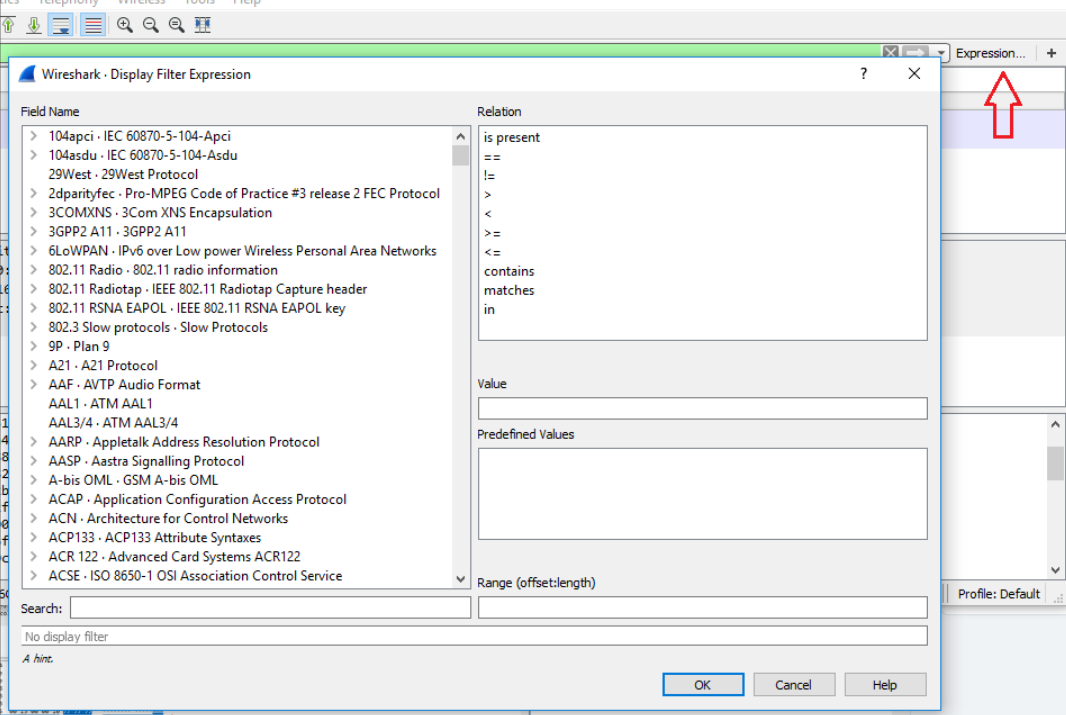 Telephony Wireless Tools Help
Expression... +
Wireshark · Display Filter Expression ?
Field Name
104apci · IEC 60870-5-104-Apci
104asdu · IEC 60870-5-104-Asdu
29West · 29West Protocol
2dparityfec · Pro-MPEG Code of Practice #3 release 2 FEC Protocol
3COMXNS · 3Com XNS Encapsulation
3GPP2 A11 · 3GPP2 A11
6LoWPAN · IPv6 over Low power Wireless Personal Area Networks
802.11 Radio · 802.11 radio information
802.11 Radiotap · IEEE 802.11 Radiotap Capture header
802.11 RSNA EAPOL · IEEE 802.11 RSNA EAPOL key
802.3 Slow protocols · Slow Protocols
9P · Plan 9
A21 · A21 Protocol
AAF · AVTP Audio Format
AAL1 · ATM AAL1
AAL3/4 · ATM AAL3/4
AARP · Appletalk Address Resolution Protocol
AASP · Aastra Signalling Protocol
A-bis OML · GSM A-bis OML
ACAP · Application Configuration Access Protocol
ACN · Architecture for Control Networks
ACP133 · ACP133 Attribute Syntaxes
ACR 122 · Advanced Card Systems ACR122
ACSE · ISO 8650-1 OSI Association Control Service
Search:
No display filter
A hint.
Relation
is present
==
!=
>
<
>=
<=
contains
matches
in
Value
Predefined Values
Range (offset:length)
OK Cancel Help
Profile: Default